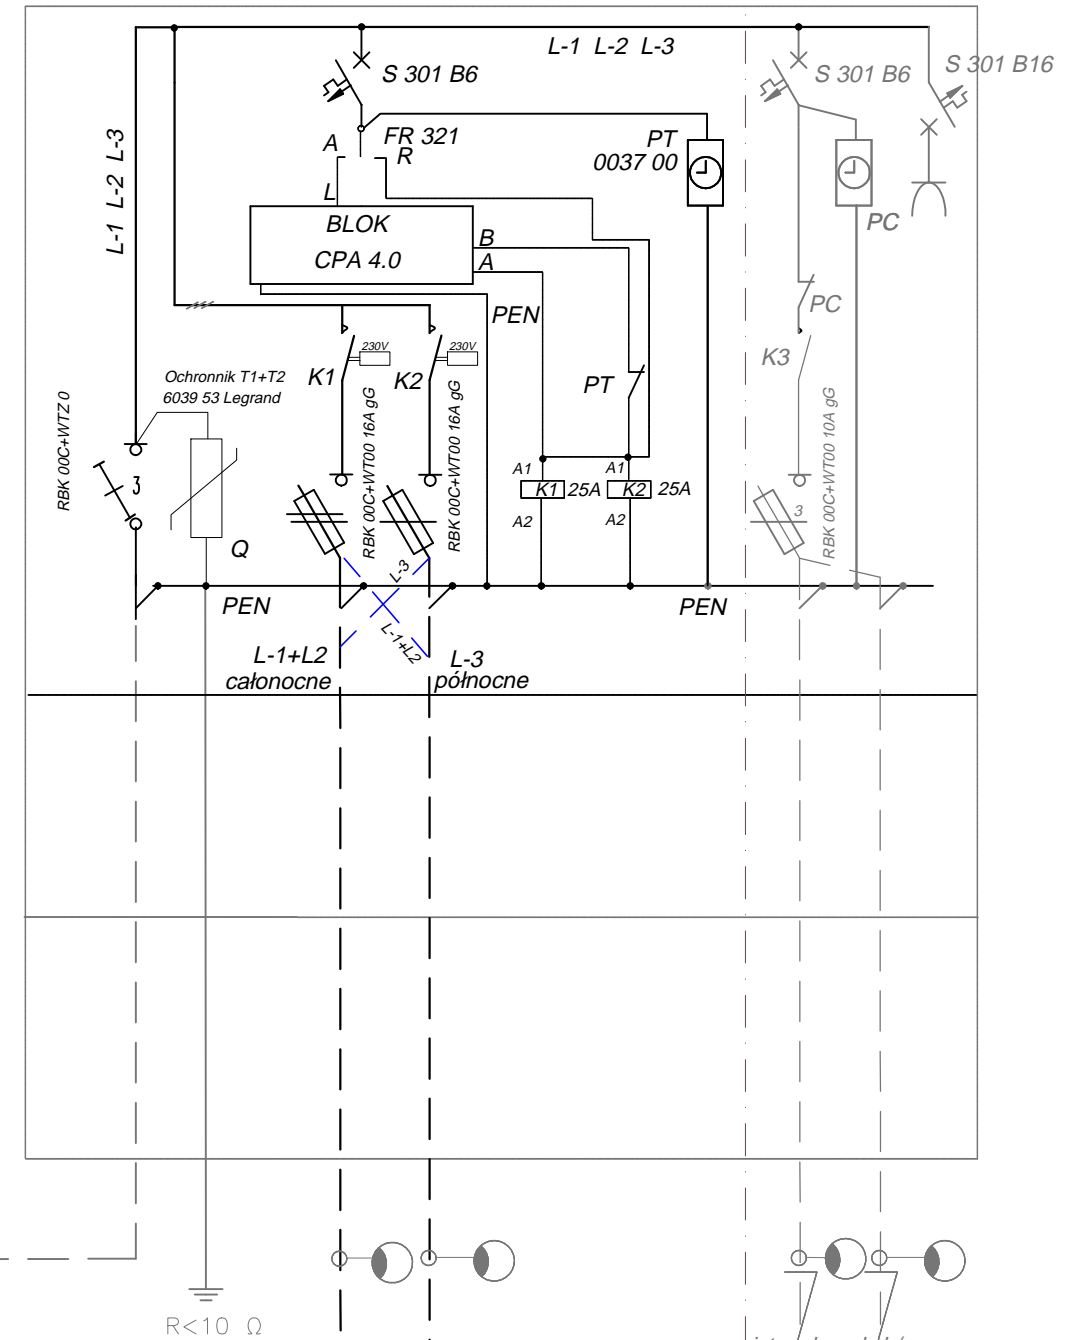 L-1 L-2 L-3
S 301 B6
S 301 B6
S 301 B16
L-1 L-2 L-3
A
FR 321
R
PT
0037 00
L
BLOK
CPA 4.0
B
A
PC
PEN
PC
K1
230V
K2
230V
K3
PT
Ochronnik T1+T2
6039 53 Legrand
RBK 00C+WTZ 0
RBK 00C+WT00 16A gG
RBK 00C+WT00 16A gG
RBK 00C+WT00 10A gG
3
A1
K1
25A
A2
A1
K2
25A
A2
3
Q
PEN
L-3
L-1+L2
PEN
L-1+L2
całonocne
L-3
północne
R<10 Ω